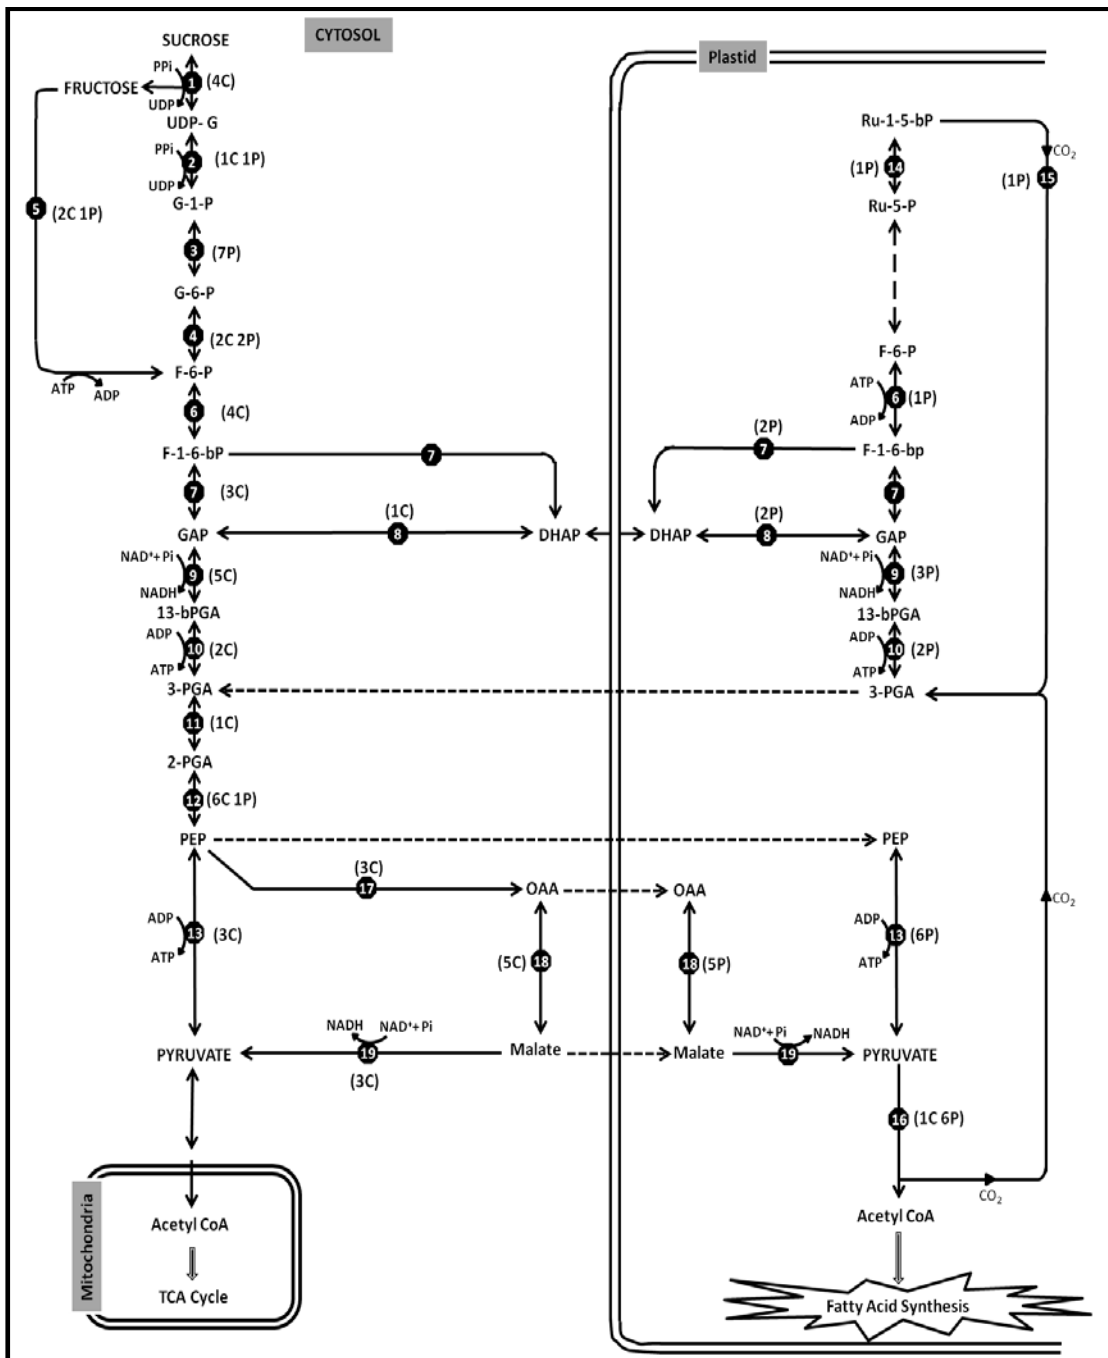 CYTOSOL
SUCROSE
PPi
1 (4C)
FRUCTOSE
UDP
UDP- G
PPi
2 (1C 1P)
UDP
G-1-P
5 (2C 1P)
3 (7P)
G-6-P
4 (2C 2P)
F-6-P
ATP
ADP
6 (4C)
F-1-6-bP
7
7 (3C)
(1C)
GAP
8
DHAP
NAD⁺+ Pi
9 (5C)
NADH
13-bPGA
ADP
10 (2C)
ATP
3-PGA
11 (1C)
2-PGA
12 (6C 1P)
PEP
(3C)
17
OAA
ADP
13 (3C)
ATP
(5C) 18
NADH
NAD⁺+ Pi
PYRUVATE
19
Malate
(3C)
Mitochondria
Acetyl CoA
TCA Cycle
Plastid
Ru-1-5-bP
CO₂
(1P) 14
(1P) 15
Ru-5-P
F-6-P
ATP
6 (1P)
ADP
(2P)
7
F-1-6-bp
7
(2P)
DHAP
8
GAP
NAD⁺+ Pi
9 (3P)
NADH
13-bPGA
ADP
10 (2P)
ATP
3-PGA
PEP
OAA
CO₂
ADP
13 (6P)
ATP
18 (5P)
NAD⁺+ Pi
NADH
Malate
19
PYRUVATE
16 (1C 6P)
CO₂
Acetyl CoA
Fatty Acid Synthesis